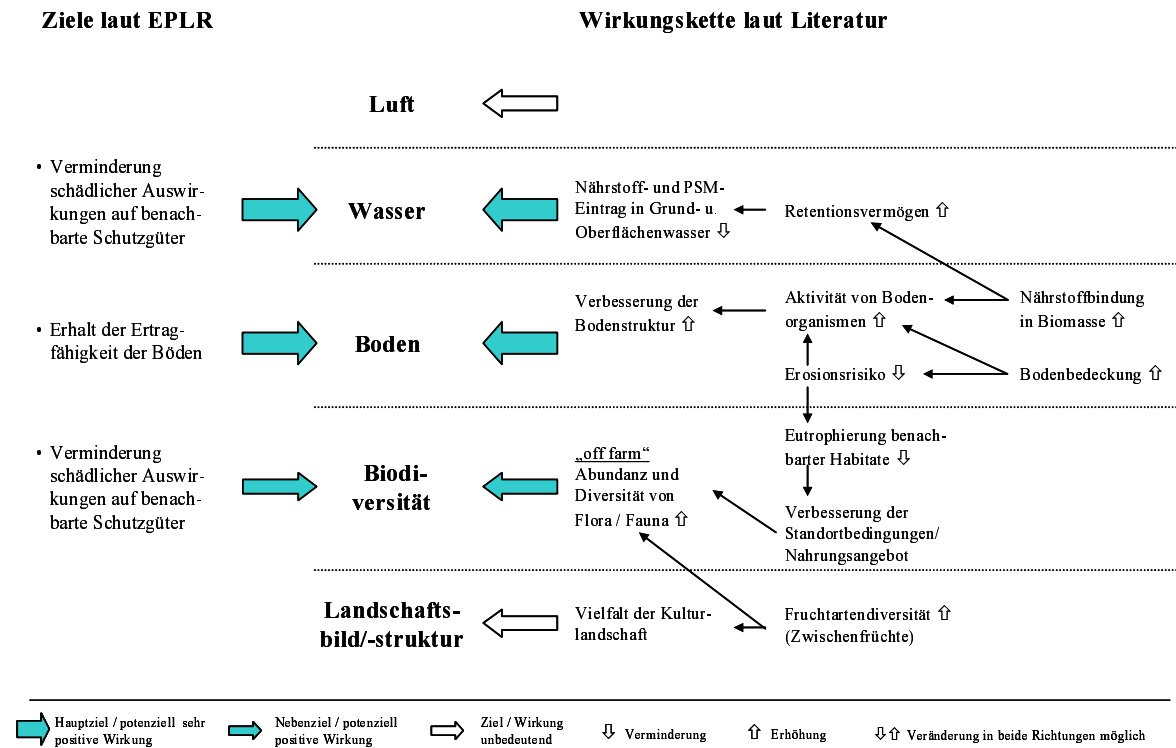 Ziele laut EPLR
Wirkungskette laut Literatur
Luft
• Verminderung
schädlicher Auswir-
kungen auf benach-
barte Schutzgüter
Wasser
Nährstoff- und PSM-
Eintrag in Grund- u.
Oberflächenwasser ⇩
Retentionsvermögen ⇧
• Erhalt der Ertrag-
fähigkeit der Böden
Boden
Verbesserung der
Bodenstruktur ⇧
Aktivität von Boden-
organismen ⇧
Nährstoffbindung
in Biomasse ⇧
Erosionsrisiko ⇩
Bodenbedeckung ⇧
• Verminderung
schädlicher Auswir-
kungen auf benach-
barte Schutzgüter
Biodi-
versität
„off farm“
Abundanz und
Diversität von
Flora / Fauna ⇧
Eutrophierung benach-
barter Habitate ⇩
Verbesserung der
Standortbedingungen/
Nahrungsangebot
Landschafts-
bild/-struktur
Vielfalt der Kultur-
landschaft
Fruchtartendiversität ⇧
(Zwischenfrüchte)
Hauptziel / potenziell sehr
positive Wirkung
Nebenziel / potenziell
positive Wirkung
Ziel / Wirkung
unbedeutend
⇩ Verminderung
⇧ Erhöhung
⇩⇧ Veränderung in beide Richtungen möglich